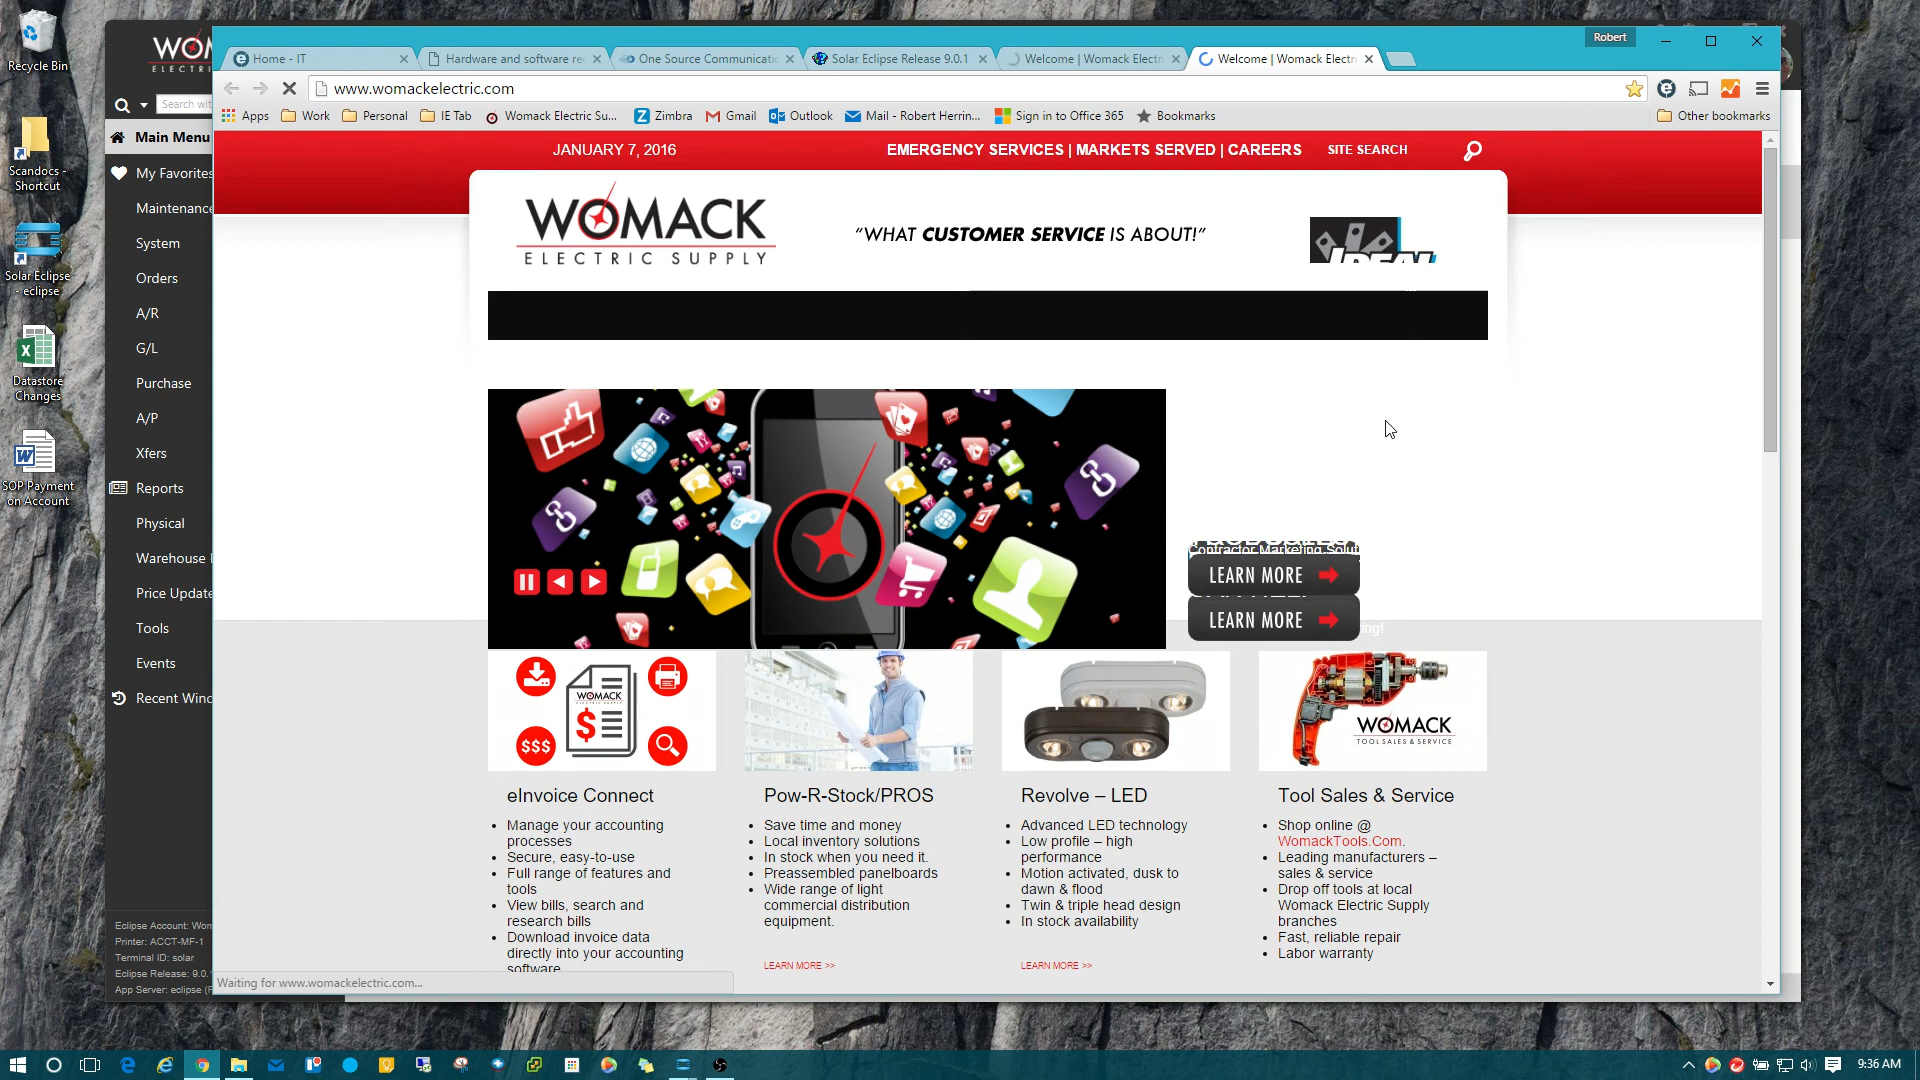 Recycle Bin
Scandocs -
Shortcut
Solar Eclipse
- eclipse
Datastore
Changes
SOP Payment
on Account
ELECTRIC
Search wit
Main Menu
My Favorites
Maintenance
System
Orders
A/R
G/L
Purchase
A/P
Xfers
Reports
Physical
Warehouse
Price Update
Tools
Events
Recent Wind
Eclipse Account: Wom
Printer: ACCT-MF-1
Terminal ID: solar
Eclipse Release: 9.0.
App Server: eclipse (P
Robert
Home - IT
Hardware and software re
One Source Communicati
Solar Eclipse Release 9.0.1
Welcome | Womack Electr
Welcome | Womack Electr
www.womackelectric.com
Apps
Work
Personal
IE Tab
Womack Electric Su...
Zimbra
Gmail
Outlook
Mail - Robert Herrin...
Sign in to Office 365
Bookmarks
Other bookmarks
JANUARY 7, 2016
EMERGENCY SERVICES | MARKETS SERVED | CAREERS
SITE SEARCH
WOMACK
ELECTRIC SUPPLY
“WHAT CUSTOMER SERVICE IS ABOUT!”
IDEAL
Contractor Marketing Solut
LEARN MORE
LEARN MORE
ng!
WOMACK
ELECTRIC SUPPLY
$
$$$
eInvoice Connect
Manage your accounting
processes
Secure, easy-to-use
Full range of features and
tools
View bills, search and
research bills
Download invoice data
directly into your accounting
software
Pow-R-Stock/PROS
Save time and money
Local inventory solutions
In stock when you need it.
Preassembled panelboards
Wide range of light
commercial distribution
equipment.
LEARN MORE >>
Revolve – LED
Advanced LED technology
Low profile – high
performance
Motion activated, dusk to
dawn & flood
Twin & triple head design
In stock availability
LEARN MORE >>
WOMACK
TOOL SALES & SERVICE
Tool Sales & Service
Shop online @
WomackTools.Com.
Leading manufacturers –
sales & service
Drop off tools at local
Womack Electric Supply
branches
Fast, reliable repair
Labor warranty
Waiting for www.womackelectric.com...
9:36 AM